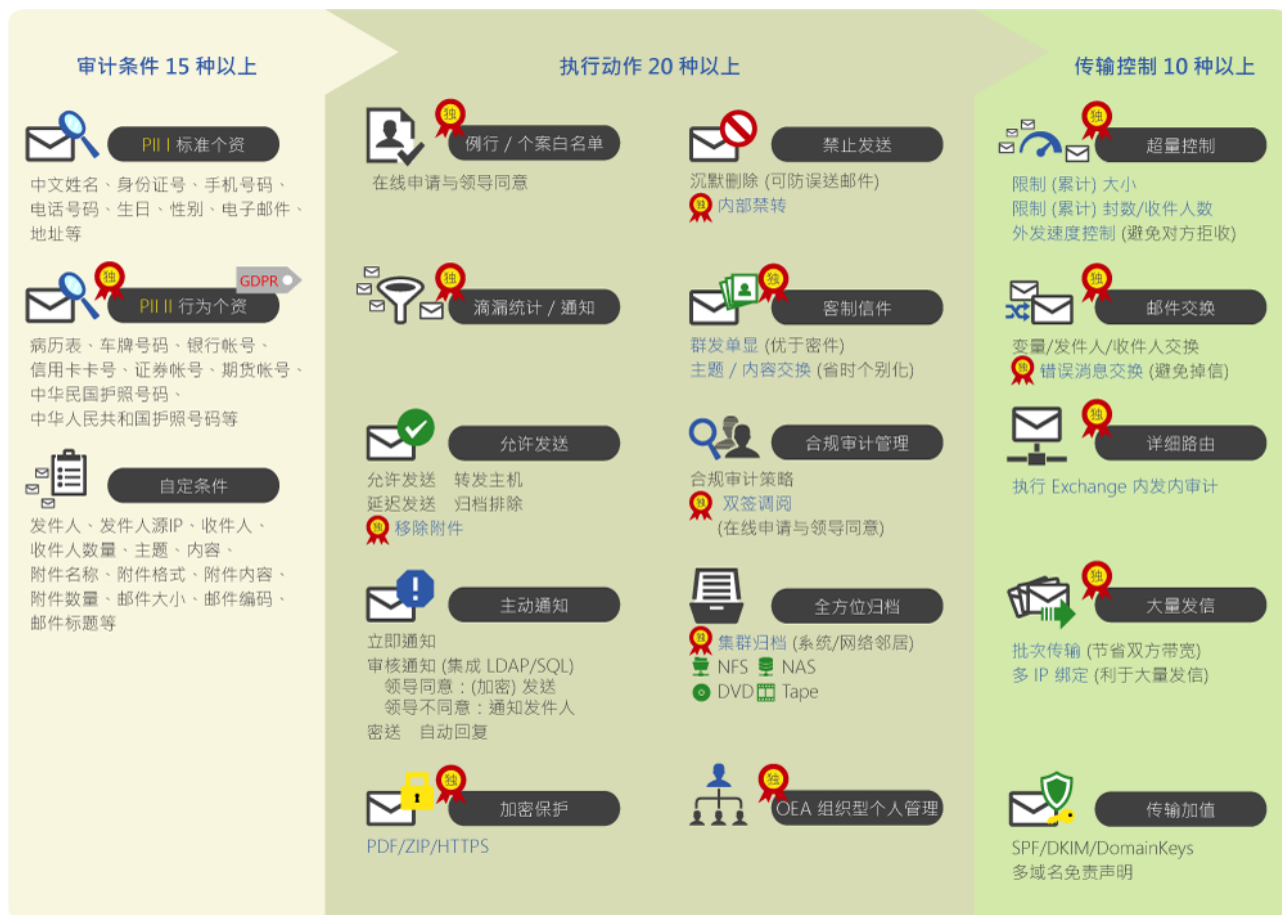 审计条件 15 种以上
PII I 标准个资
中文姓名、身份证号、手机号码、
电话号码、生日、性别、电子邮件、
地址等
独
GDPR
PII II 行为个资
病历表、车牌号码、银行帐号、
信用卡卡号、证券帐号、期货帐号、
中华民国护照号码、
中华人民共和国护照号码等
自定条件
发件人、发件人源IP、收件人、
收件人数量、主题、内容、
附件名称、附件格式、附件内容、
附件数量、邮件大小、邮件编码、
邮件标题等
执行动作 20 种以上
独
例行 / 个案白名单
在线申请与领导同意
独
滴漏统计 / 通知
允许发送
允许发送 转发主机
延迟发送 归档排除
独 移除附件
主动通知
立即通知
审核通知 (集成 LDAP/SQL)
领导同意：(加密) 发送
领导不同意：通知发件人
密送 自动回复
独
加密保护
PDF/ZIP/HTTPS
禁止发送
沉默删除 (可防误送邮件)
独 内部禁转
独
客制信件
群发单显 (优于密件)
主题 / 内容交换 (省时个别化)
合规审计管理
合规审计策略
独 双签调阅
(在线申请与领导同意)
全方位归档
独 集群归档 (系统/网络邻居)
NFS NAS
DVD Tape
独
OEA 组织型个人管理
传输控制 10 种以上
独
超量控制
限制 (累计) 大小
限制 (累计) 封数/收件人数
外发速度控制 (避免对方拒收)
独
邮件交换
变量/发件人/收件人交换
独 错误消息交换 (避免掉信)
独
详细路由
执行 Exchange 内发内审计
独
大量发信
批次传输 (节省双方带宽)
多 IP 绑定 (利于大量发信)
传输加值
SPF/DKIM/DomainKeys
多域名免责声明